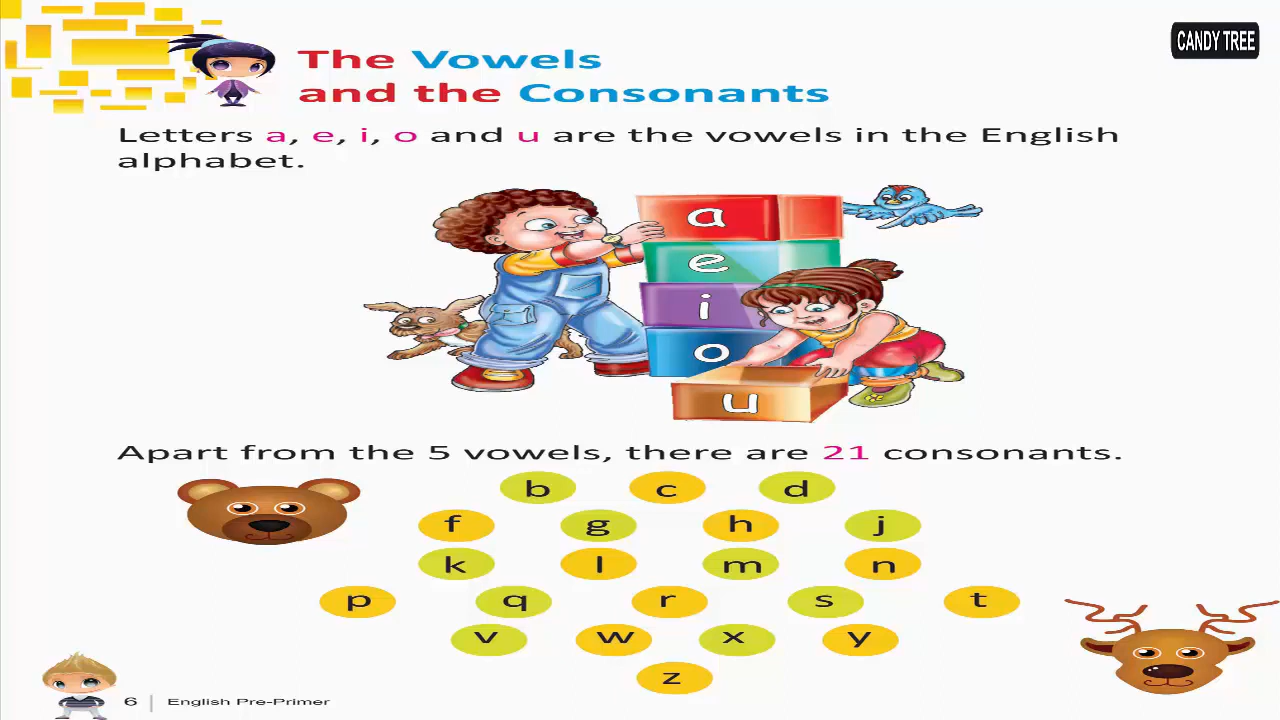 CANDY TREE
The Vowels
and the Consonants
Letters a, e, i, o and u are the vowels in the English
alphabet.
a
e
i
o
u
Apart from the 5 vowels, there are 21 consonants.
b c d
f g h j
k l m n
p q r s t
v w x y
z
6 | English Pre-Primer